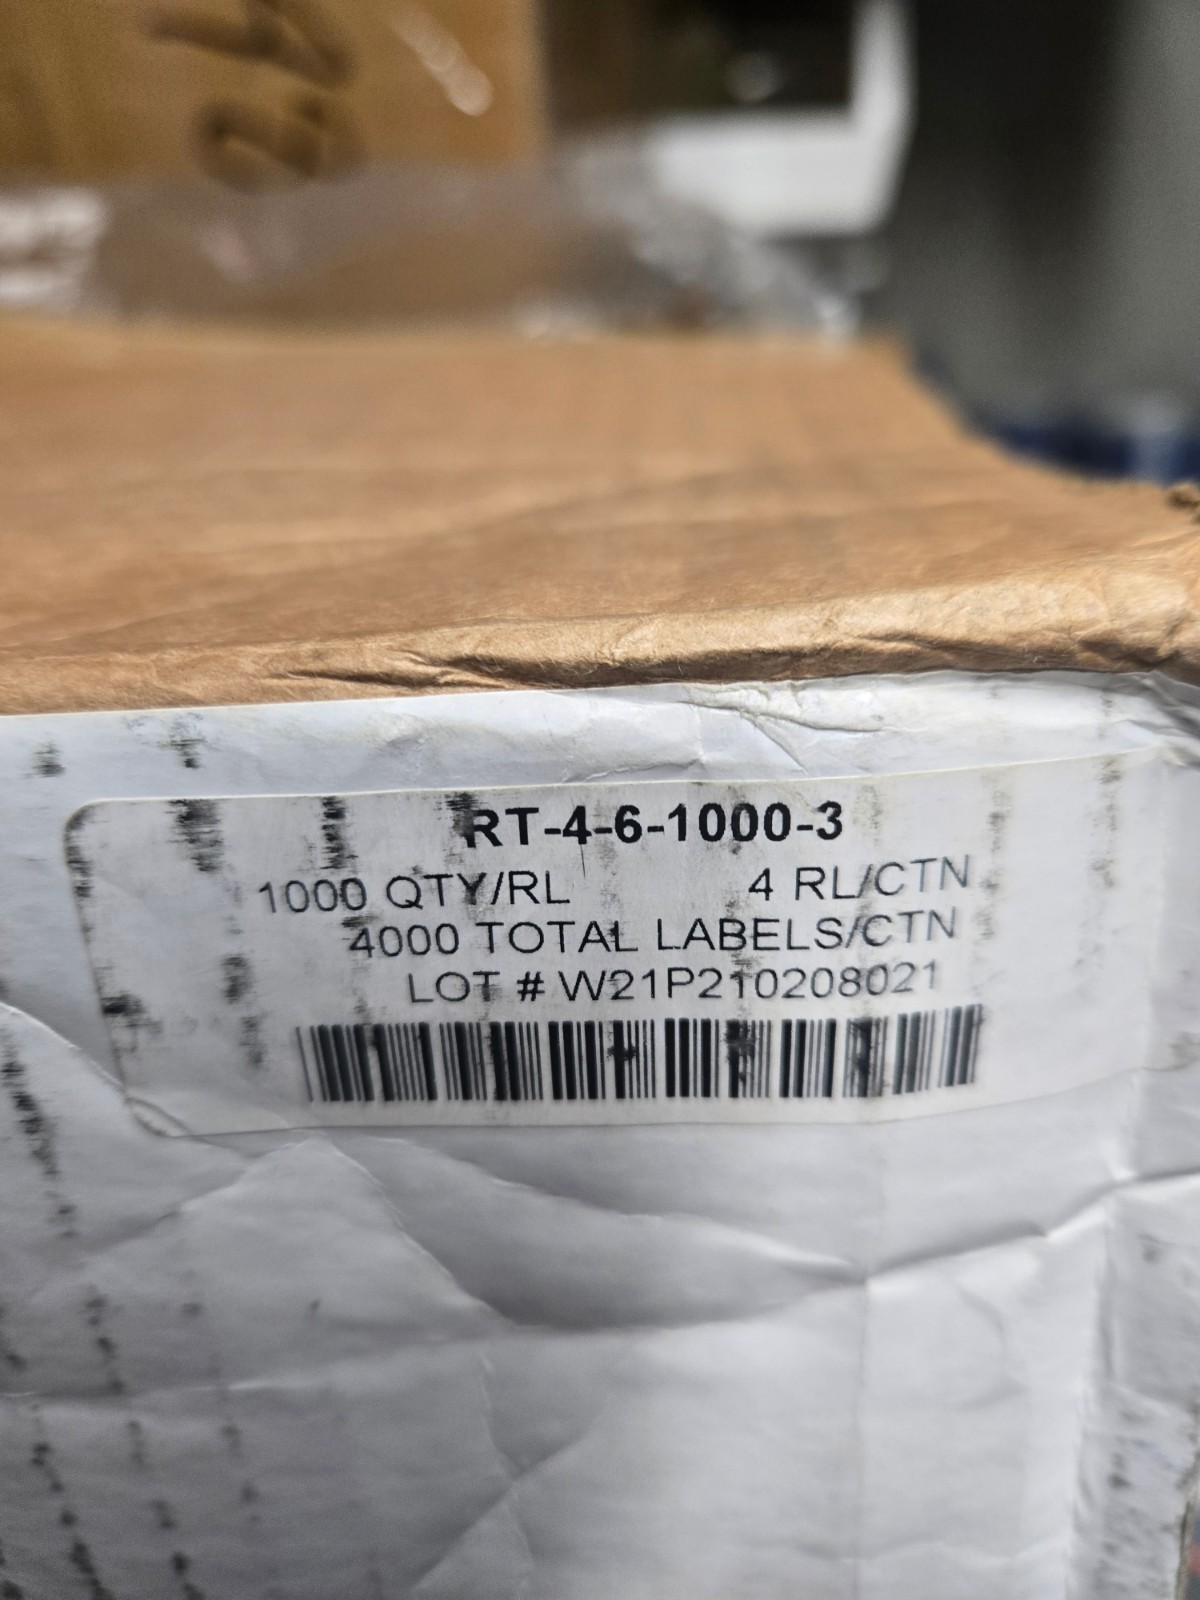 RT-4-6-1000-3
1000 QTY/RL 4 RL/CTN
4000 TOTAL LABELS/CTN
LOT # W21P210208021